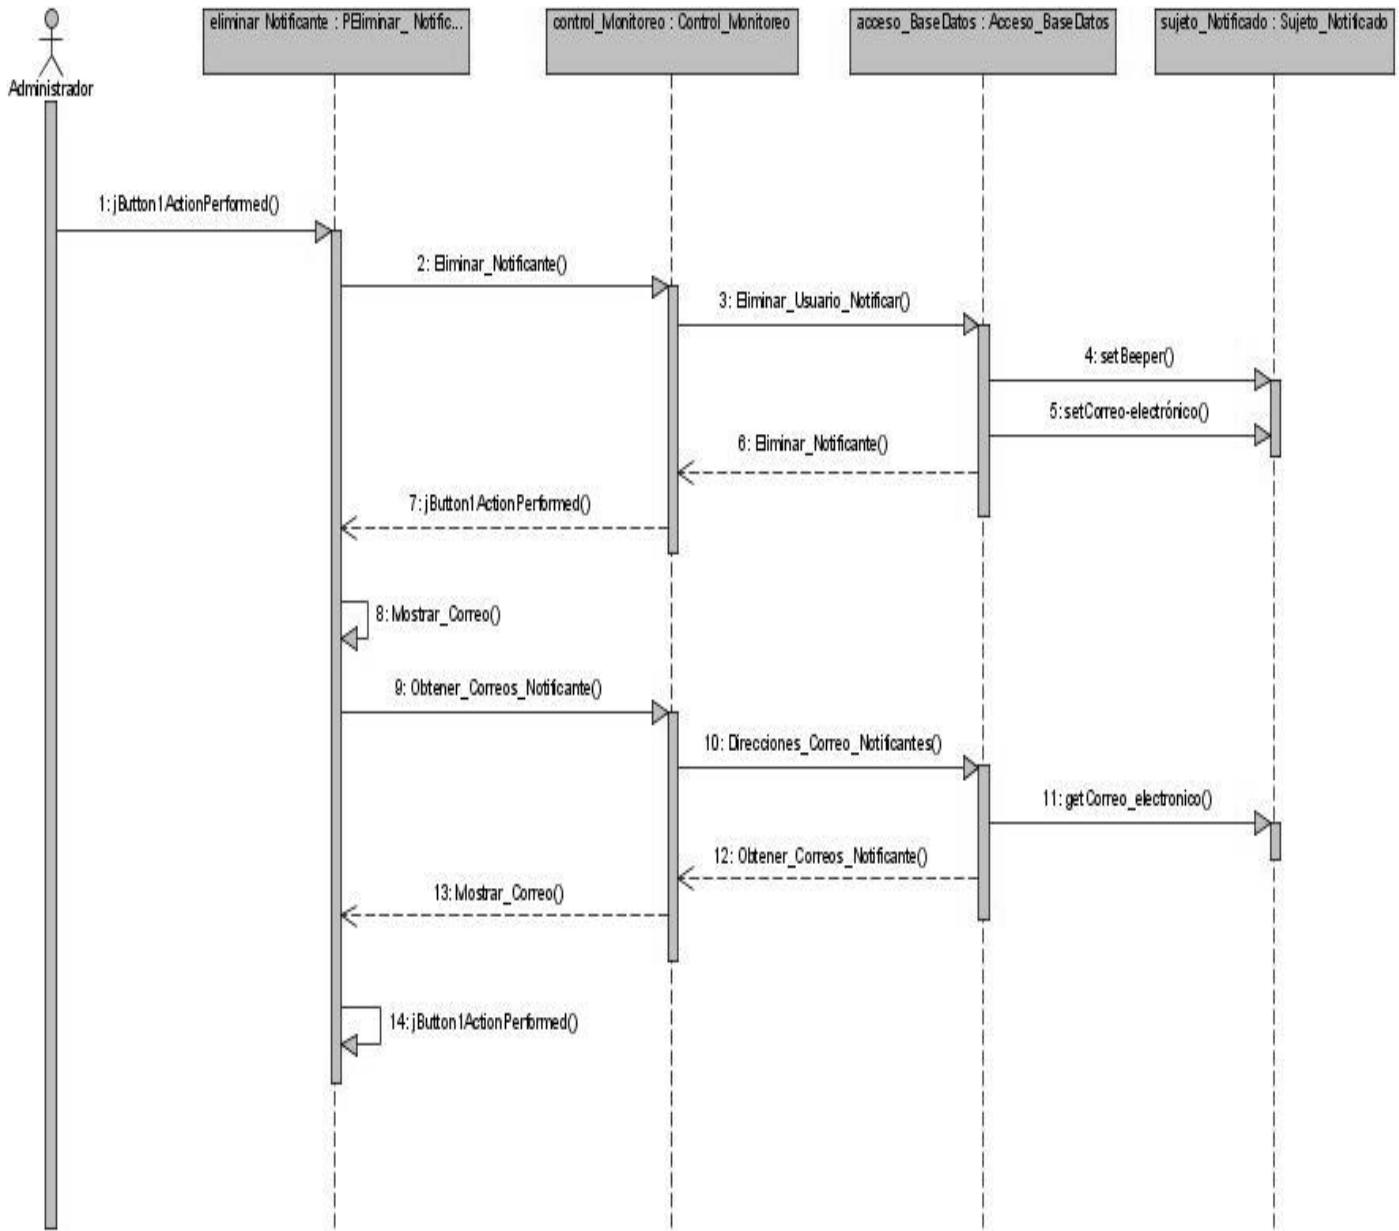 eliminar Notificante : PEliminar_ Notific...
control_Monitoreo : Control_Monitoreo
acceso_BaseDatos : Acceso_BaseDatos
sujeto_Notificado : Sujeto_Notificado
Administrador
1: jButton1ActionPerformed()
2: Eliminar_Notificante()
3: Eliminar_Usuario_Notificar()
4: setBeeper()
5: setCorreo-electrónico()
6: Eliminar_Notificante()
7: jButton1ActionPerformed()
8: Mostrar_Correo()
9: Obtener_Correos_Notificante()
10: Direcciones_Correo_Notificantes()
11: getCorreo_electronico()
12: Obtener_Correos_Notificante()
13: Mostrar_Correo()
14: jButton1ActionPerformed()